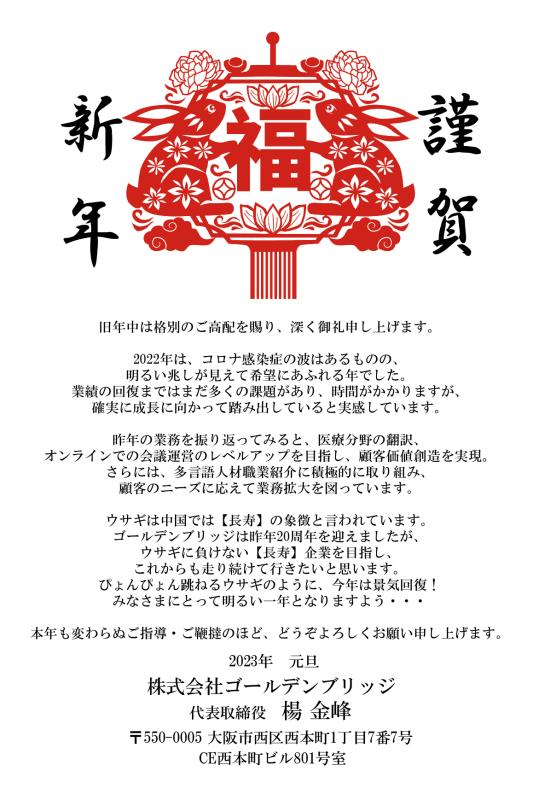 謹賀
新年
福
旧年中は格別のご高配を賜り、深く御礼申し上げます。
2022年は、コロナ感染症の波はあるものの、
明るい兆しが見えて希望にあふれる年でした。
業績の回復まではまだ多くの課題があり、時間がかかりますが、
確実に成長に向かって踏み出していると実感しています。
昨年の業務を振り返ってみると、医療分野の翻訳、
オンラインでの会議運営のレベルアップを目指し、顧客価値創造を実現。
さらには、多言語人材職業紹介に積極的に取り組み、
顧客のニーズに応えて業務拡大を図っています。
ウサギは中国では【長寿】の象徴と言われています。
ゴールデンブリッジは昨年20周年を迎えましたが、
ウサギに負けない【長寿】企業を目指し、
これからも走り続けて行きたいと思います。
ぴょんぴょん跳ねるウサギのように、今年は景気回復！
みなさまにとって明るい一年となりますよう・・・
本年も変わらぬご指導・ご鞭撻のほど、どうぞよろしくお願い申し上げます。
2023年　元旦
株式会社ゴールデンブリッジ
代表取締役　楊 金峰
〒550-0005 大阪市西区西本町1丁目7番7号
CE西本町ビル801号室